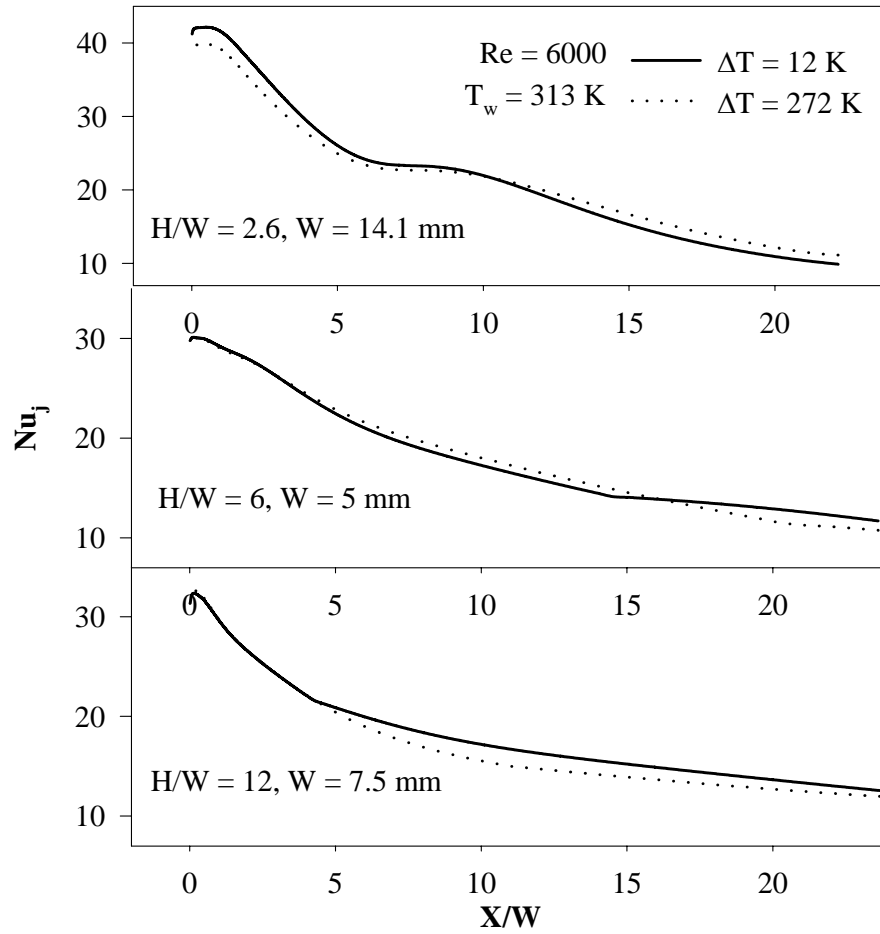 40
30
20
10
Re = 6000
T_w = 313 K
ΔT = 12 K
ΔT = 272 K
H/W = 2.6, W = 14.1 mm
0 5 10 15 20
30
20
10
Nu_j
H/W = 6, W = 5 mm
0 5 10 15 20
30
20
10
H/W = 12, W = 7.5 mm
0 5 10 15 20
X/W